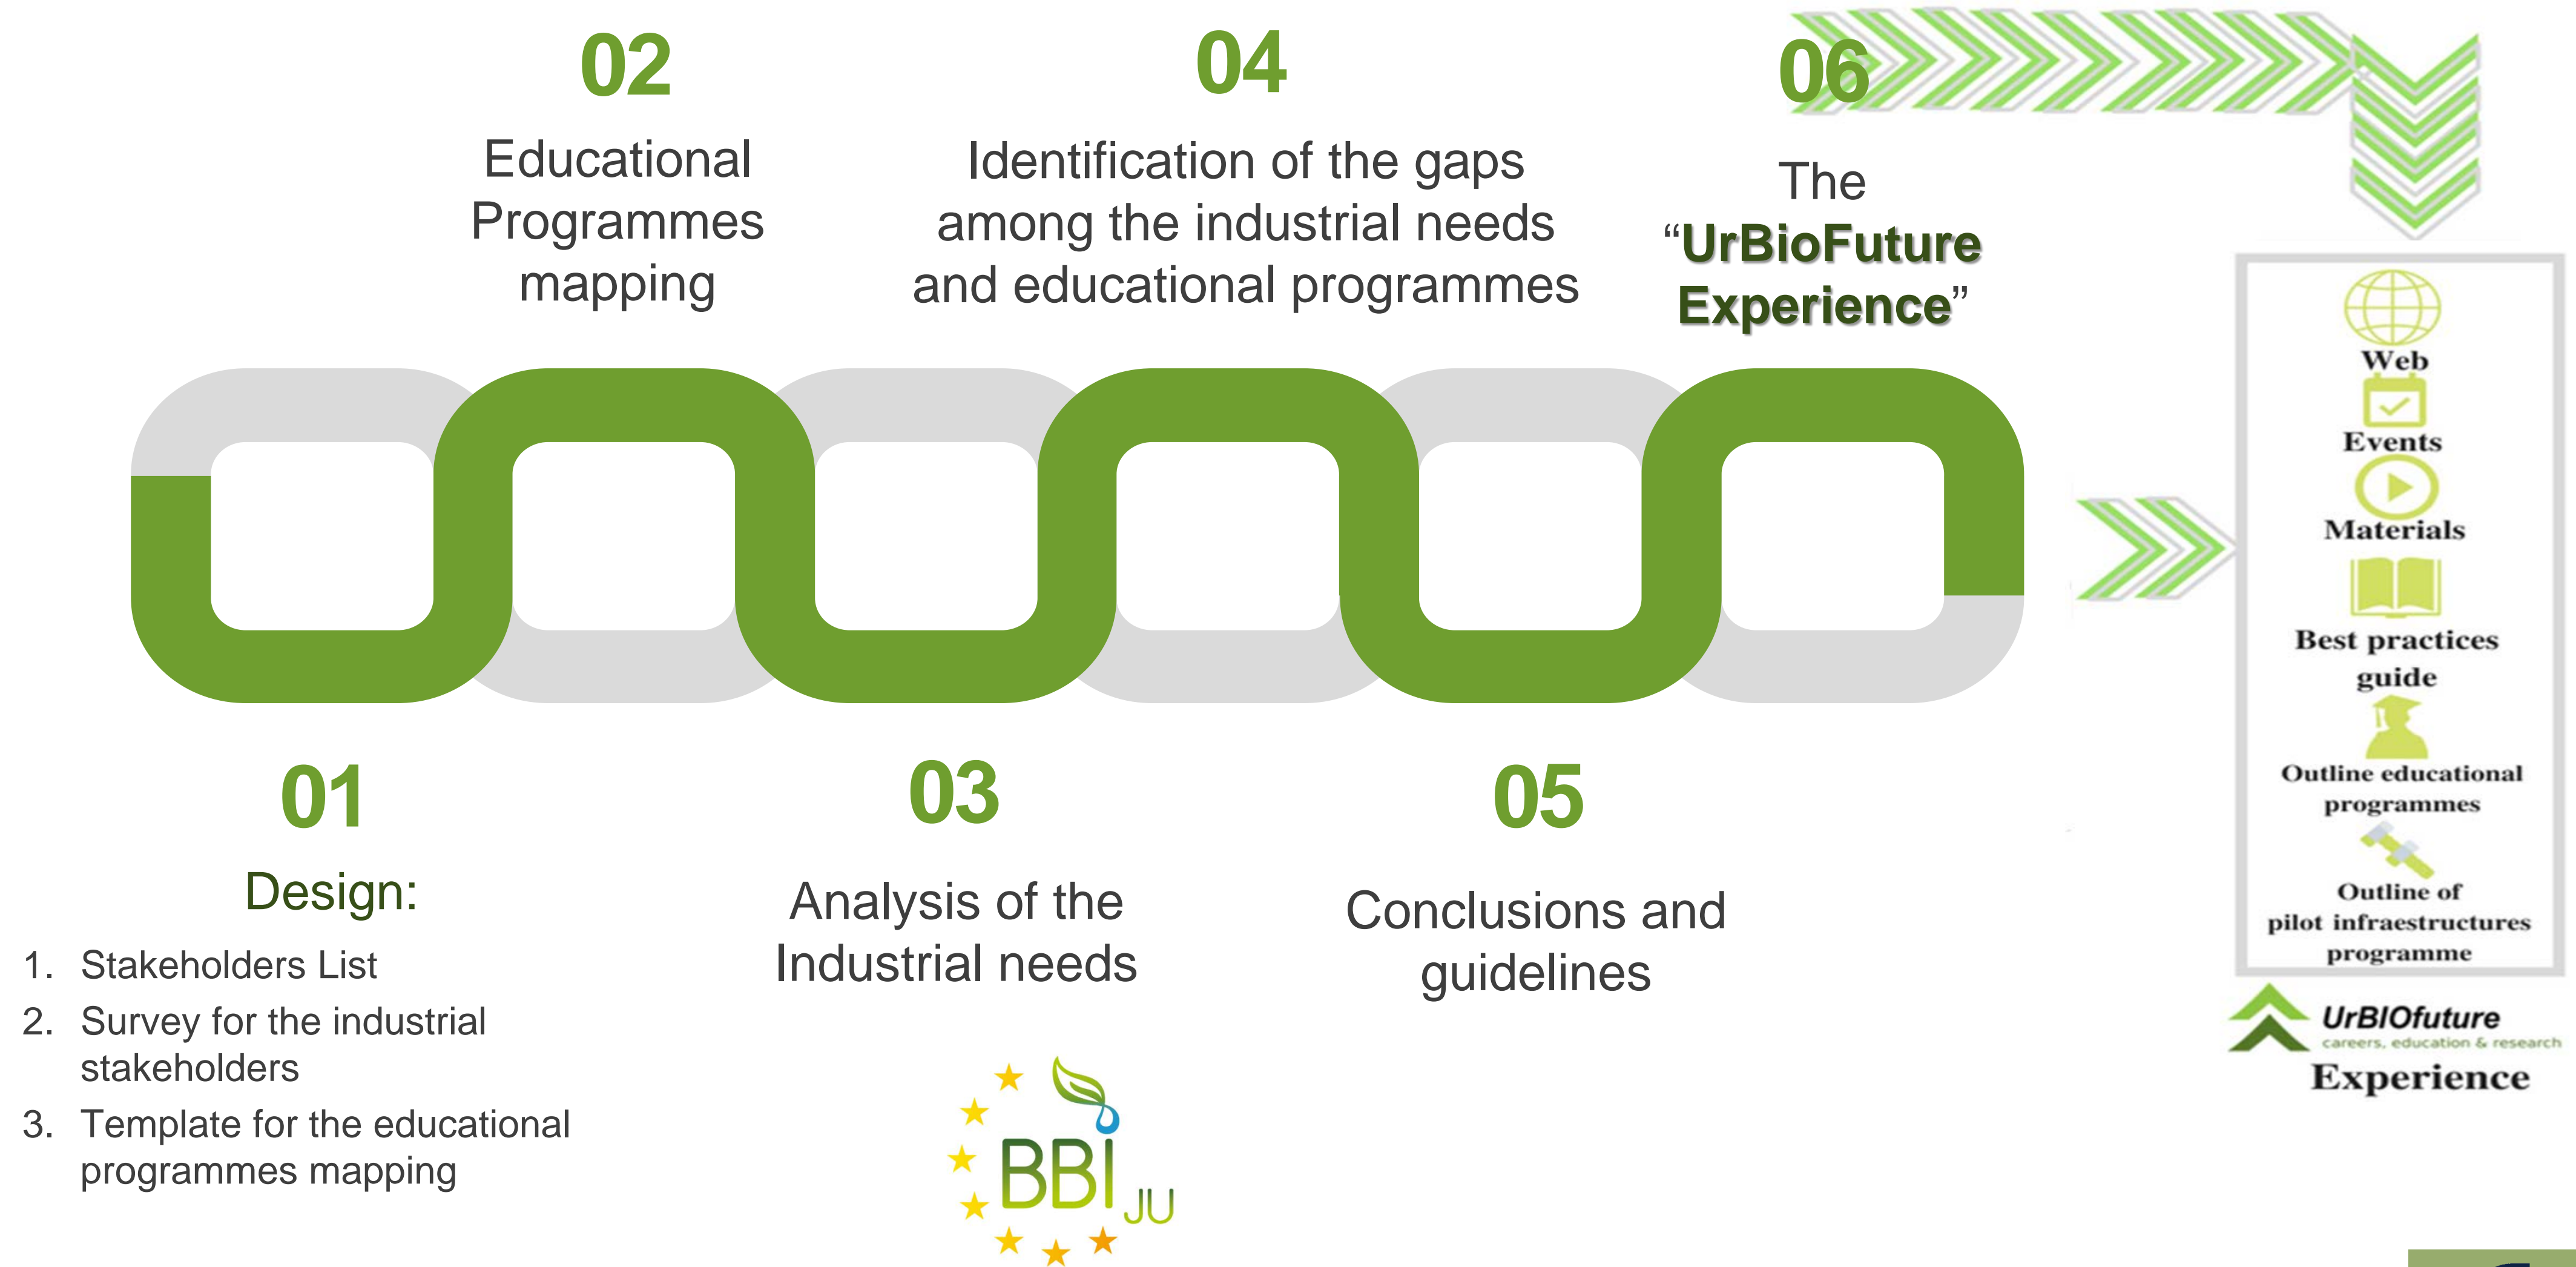 02
Educational
Programmes
mapping
04
Identification of the gaps
among the industrial needs
and educational programmes
06
The
“UrBioFuture
Experience”
01
Design:
1. Stakeholders List
2. Survey for the industrial
stakeholders
3. Template for the educational
programmes mapping
03
Analysis of the
Industrial needs
05
Conclusions and
guidelines
BBI
JU
Web
Events
Materials
Best practices
guide
Outline educational
programmes
Outline of
pilot infraestructures
programme
UrBIOfuture
careers, education & research
Experience